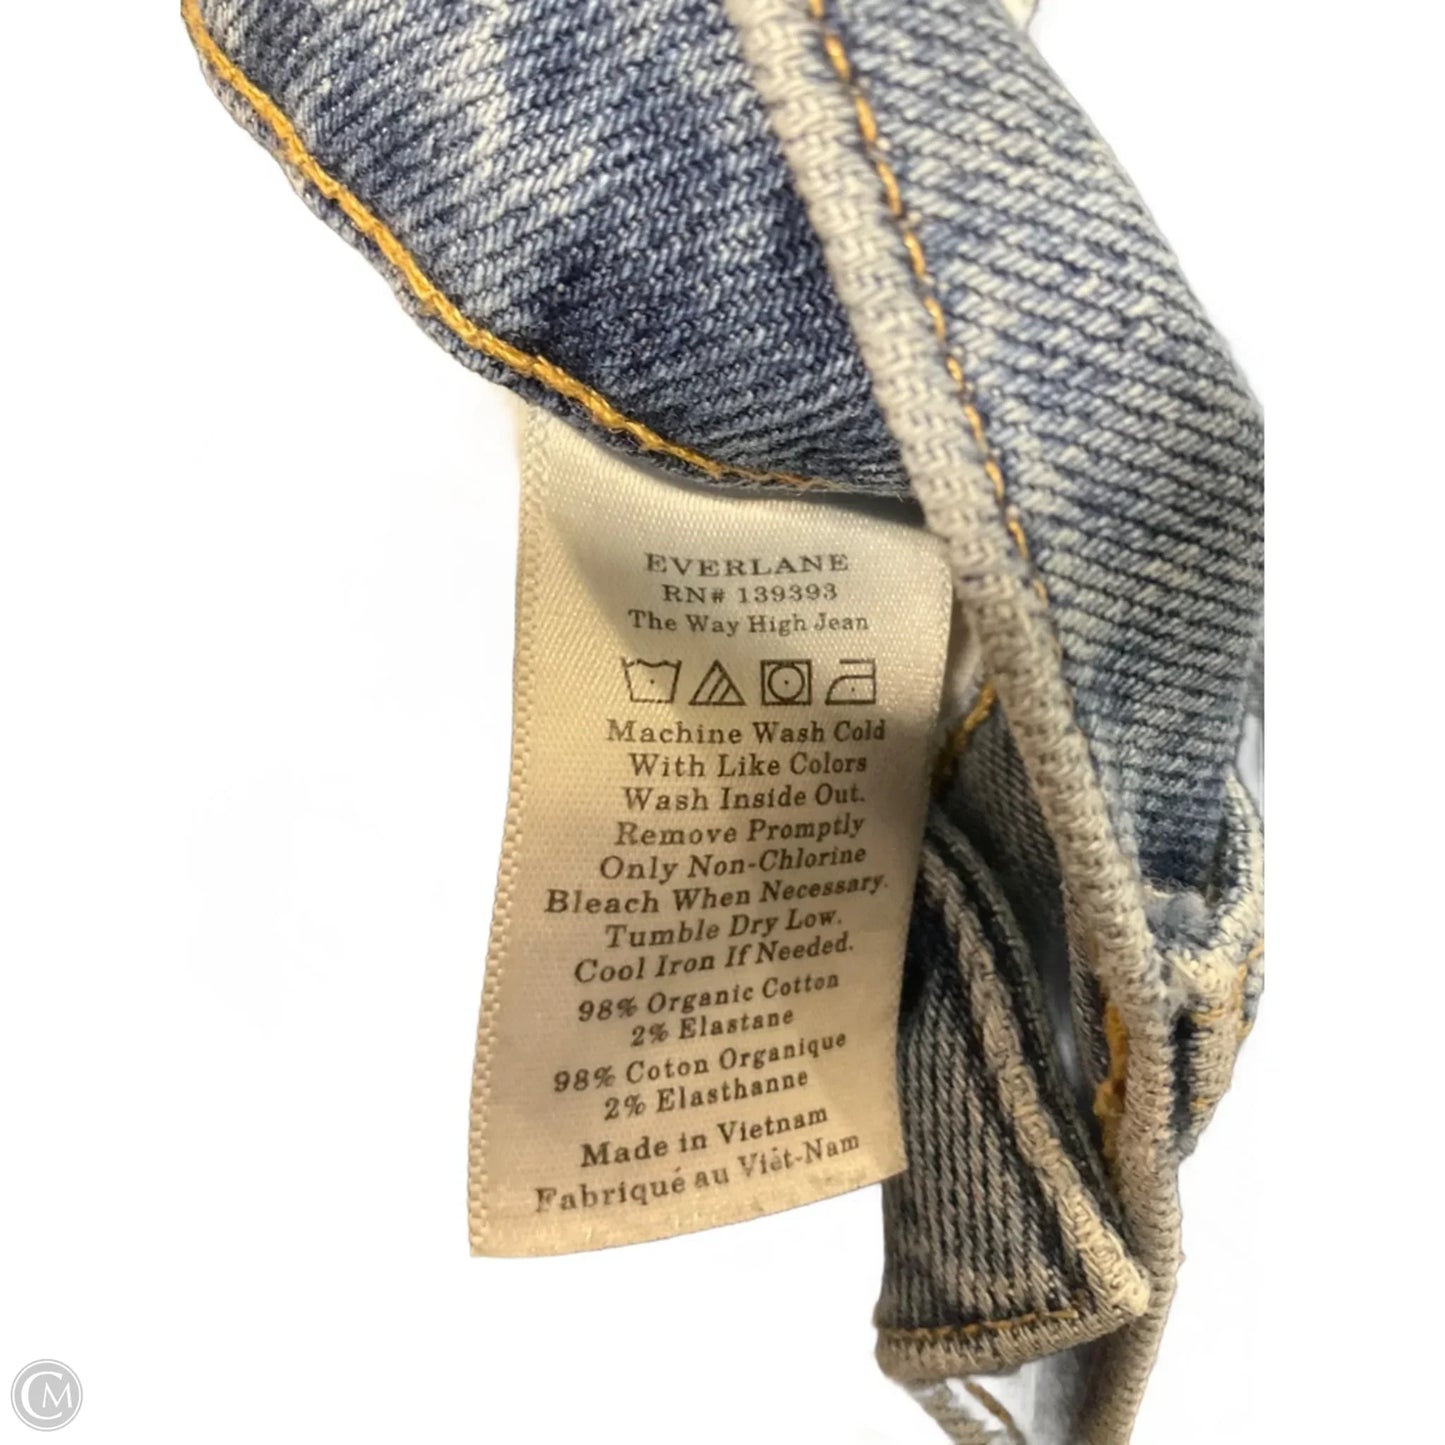 EVERLANE
RN# 139393
The Way High Jean
Machine Wash Cold
With Like Colors
Wash Inside Out.
Remove Promptly
Only Non-Chlorine
Bleach When Necessary.
Tumble Dry Low.
Cool Iron If Needed.
98% Organic Cotton
2% Elastane
98% Coton Organique
2% Elasthanne
Made in Vietnam
Fabriqué au Viêt-Nam
CM